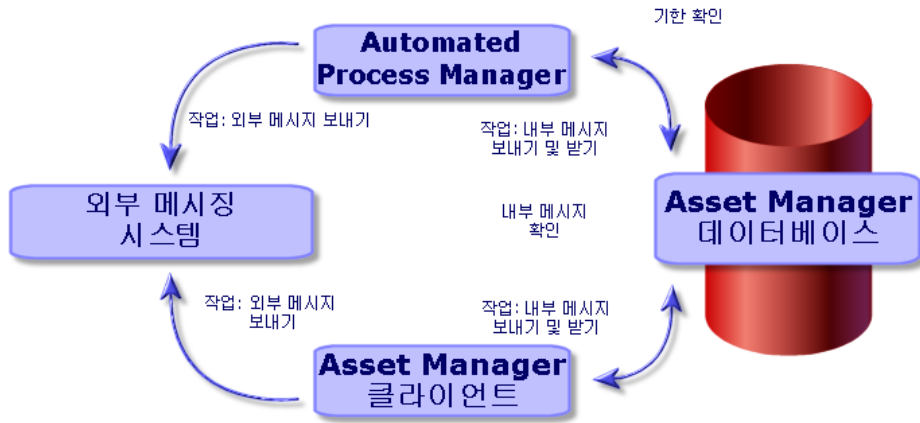 기한 확인
Automated
Process Manager
작업: 외부 메시지 보내기
작업: 내부 메시지
보내기 및 받기
외부 메시징
시스템
내부 메시지
확인
Asset Manager
데이터베이스
작업: 외부 메시지
보내기
작업: 내부 메시지
보내기 및 받기
Asset Manager
클라이언트